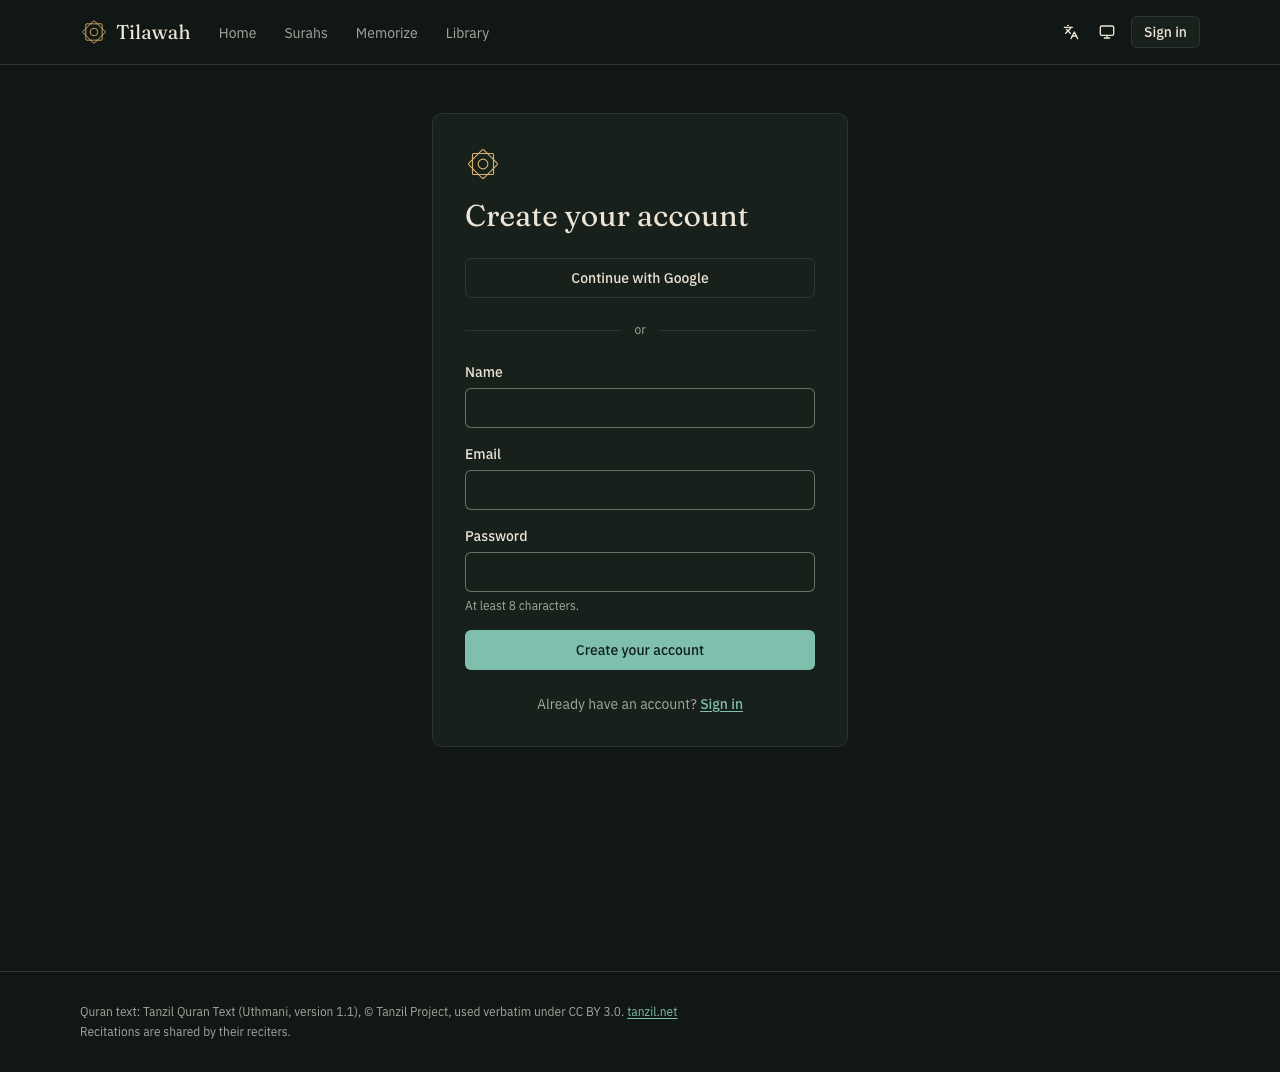 Tilawah
Home
Surahs
Memorize
Library
Sign in
Create your account
Continue with Google
or
Name
Email
Password
At least 8 characters.
Create your account
Already have an account? Sign in
Quran text: Tanzil Quran Text (Uthmani, version 1.1), © Tanzil Project, used verbatim under CC BY 3.0. tanzil.net
Recitations are shared by their reciters.